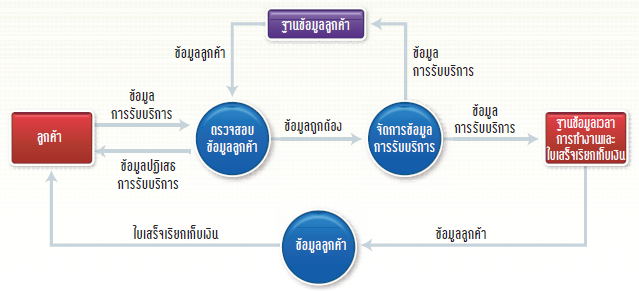 ฐานข้อมูลลูกค้า
ข้อมูลลูกค้า
ข้อมูล
การรับบริการ
ข้อมูล
การรับบริการ
ลูกค้า
ตรวจสอบ
ข้อมูลลูกค้า
ข้อมูลถูกต้อง
จัดการข้อมูล
การรับบริการ
ข้อมูล
การรับบริการ
ฐานข้อมูลเวลา
การทำงานและ
ใบเสร็จเรียกเก็บเงิน
ข้อมูลปฏิเสธ
การรับบริการ
ใบเสร็จเรียกเก็บเงิน
ข้อมูลลูกค้า
ข้อมูลลูกค้า